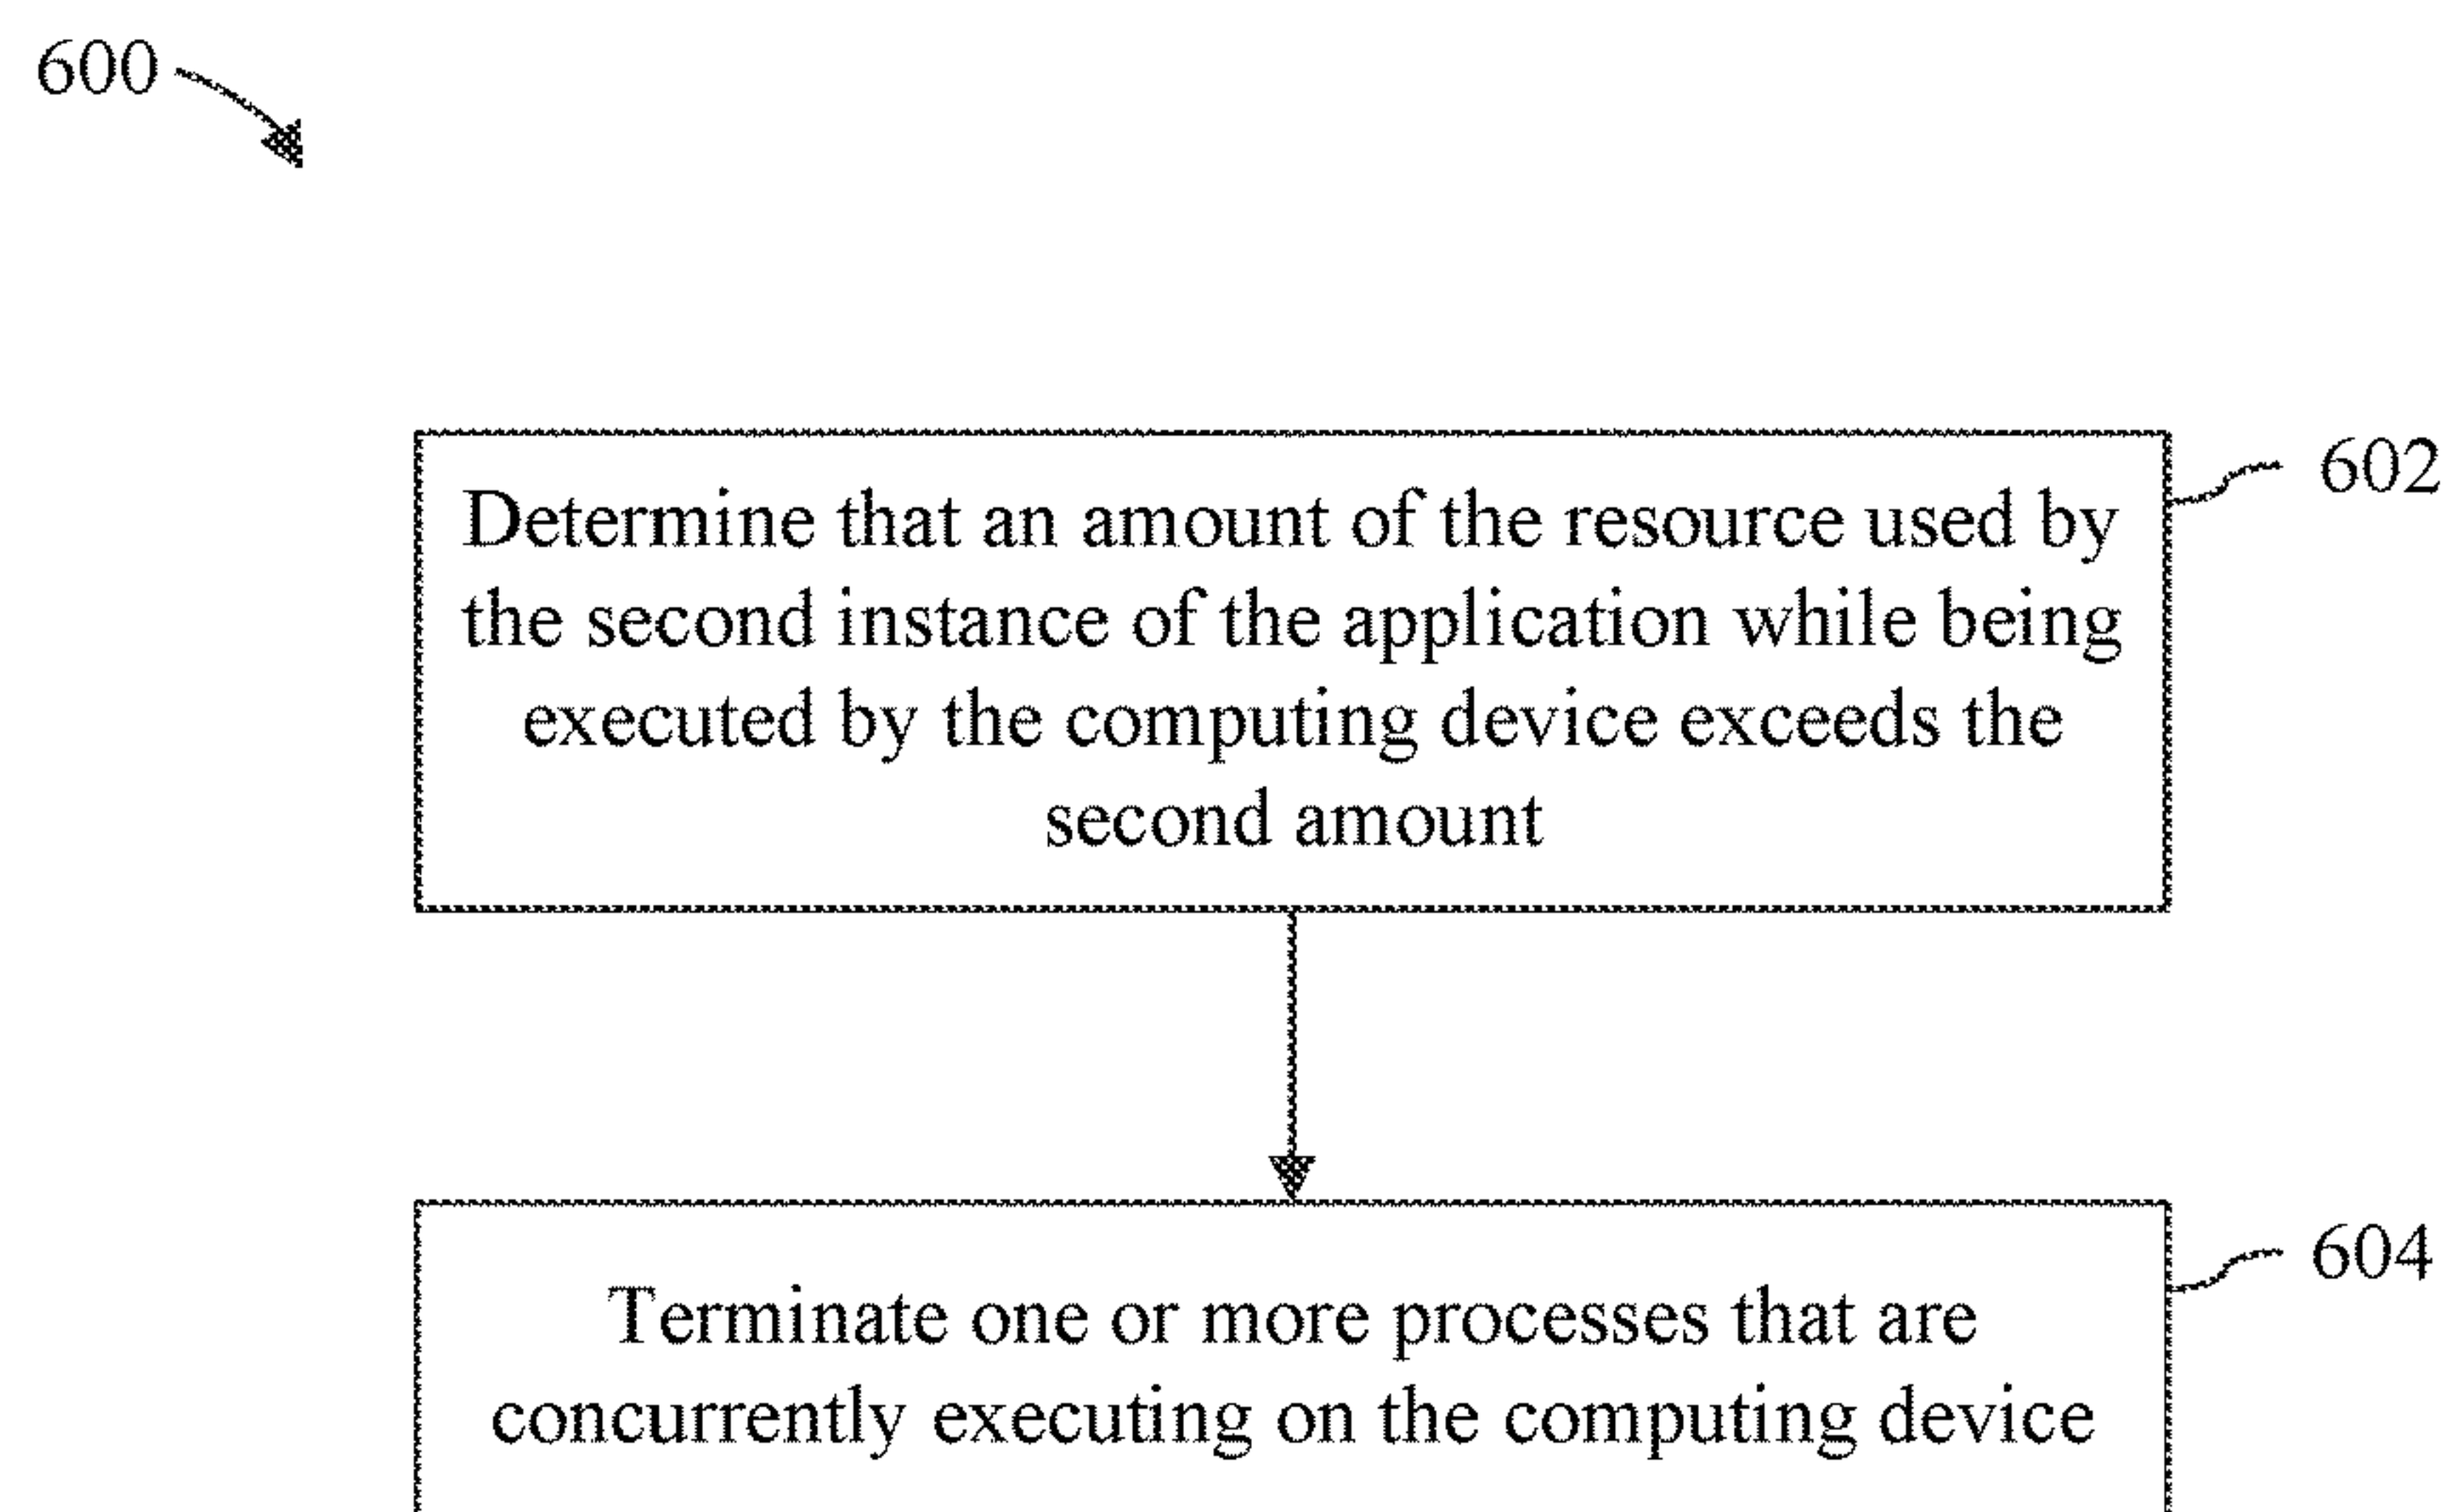 600
602
Determine that an amount of the resource used by
the second instance of the application while being
executed by the computing device exceeds the
second amount
604
Terminate one or more processes that are
concurrently executing on the computing device